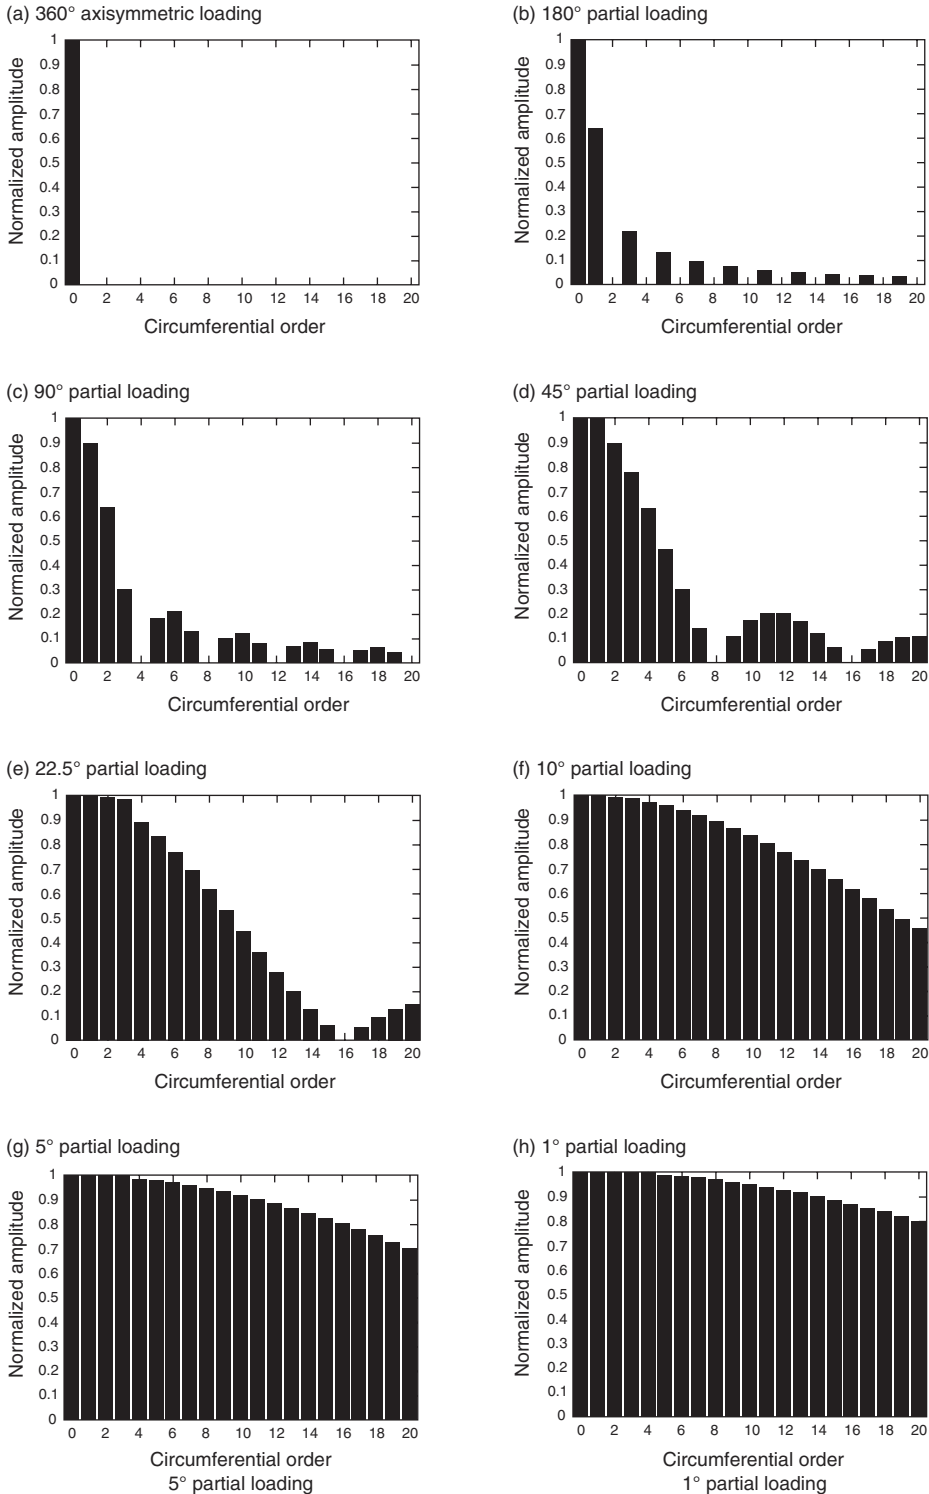 (a) 360° axisymmetric loading
1
0.9
0.8
0.7
0.6
0.5
0.4
0.3
0.2
0.1
0
Normalized amplitude
0 2 4 6 8 10 12 14 16 18 20
Circumferential order
(b) 180° partial loading
1
0.9
0.8
0.7
0.6
0.5
0.4
0.3
0.2
0.1
0
Normalized amplitude
0 2 4 6 8 10 12 14 16 18 20
Circumferential order
(c) 90° partial loading
1
0.9
0.8
0.7
0.6
0.5
0.4
0.3
0.2
0.1
0
Normalized amplitude
0 2 4 6 8 10 12 14 16 18 20
Circumferential order
(d) 45° partial loading
1
0.9
0.8
0.7
0.6
0.5
0.4
0.3
0.2
0.1
0
Normalized amplitude
0 2 4 6 8 10 12 14 16 18 20
Circumferential order
(e) 22.5° partial loading
1
0.9
0.8
0.7
0.6
0.5
0.4
0.3
0.2
0.1
0
Normalized amplitude
0 2 4 6 8 10 12 14 16 18 20
Circumferential order
(f) 10° partial loading
1
0.9
0.8
0.7
0.6
0.5
0.4
0.3
0.2
0.1
0
Normalized amplitude
0 2 4 6 8 10 12 14 16 18 20
Circumferential order
(g) 5° partial loading
1
0.9
0.8
0.7
0.6
0.5
0.4
0.3
0.2
0.1
0
Normalized amplitude
0 2 4 6 8 10 12 14 16 18 20
Circumferential order
5° partial loading
(h) 1° partial loading
1
0.9
0.8
0.7
0.6
0.5
0.4
0.3
0.2
0.1
0
Normalized amplitude
0 2 4 6 8 10 12 14 16 18 20
Circumferential order
1° partial loading